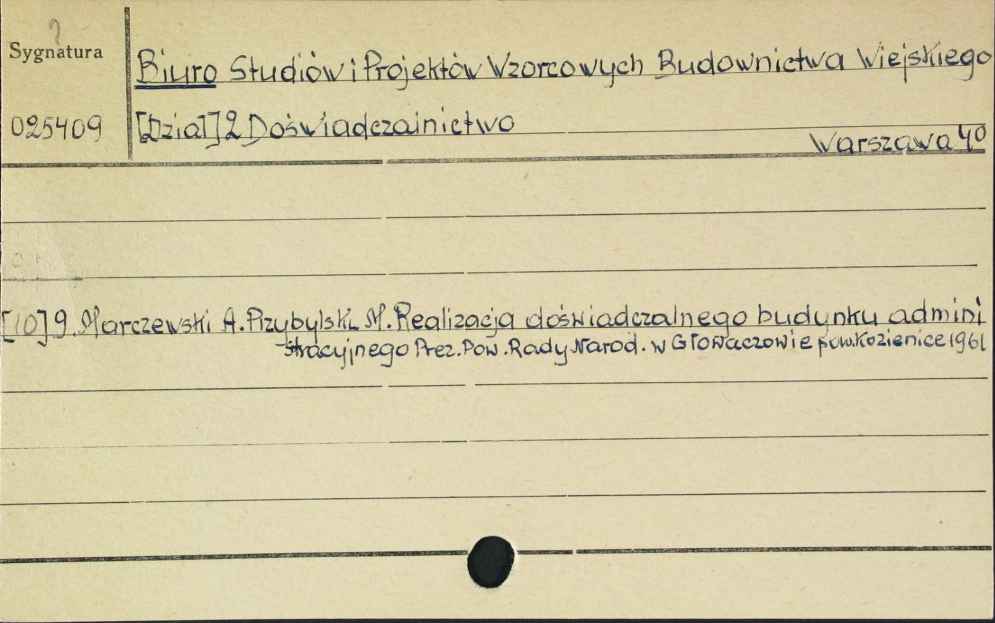 ?
Sygnatura
Biuro Studiów i Projektów Wzorcowych Budownictwa Wiejskiego
025409
[Dział] 2 Doświadczalnictwo
Warszawa 4º
[10] 9. Marczewski A. Przybylski M. Realizacja doświadczalnego budynku admini
stracyjnego Prez. Pow. Rady Narod. w Głowaczowie pow. Kozienice 1961